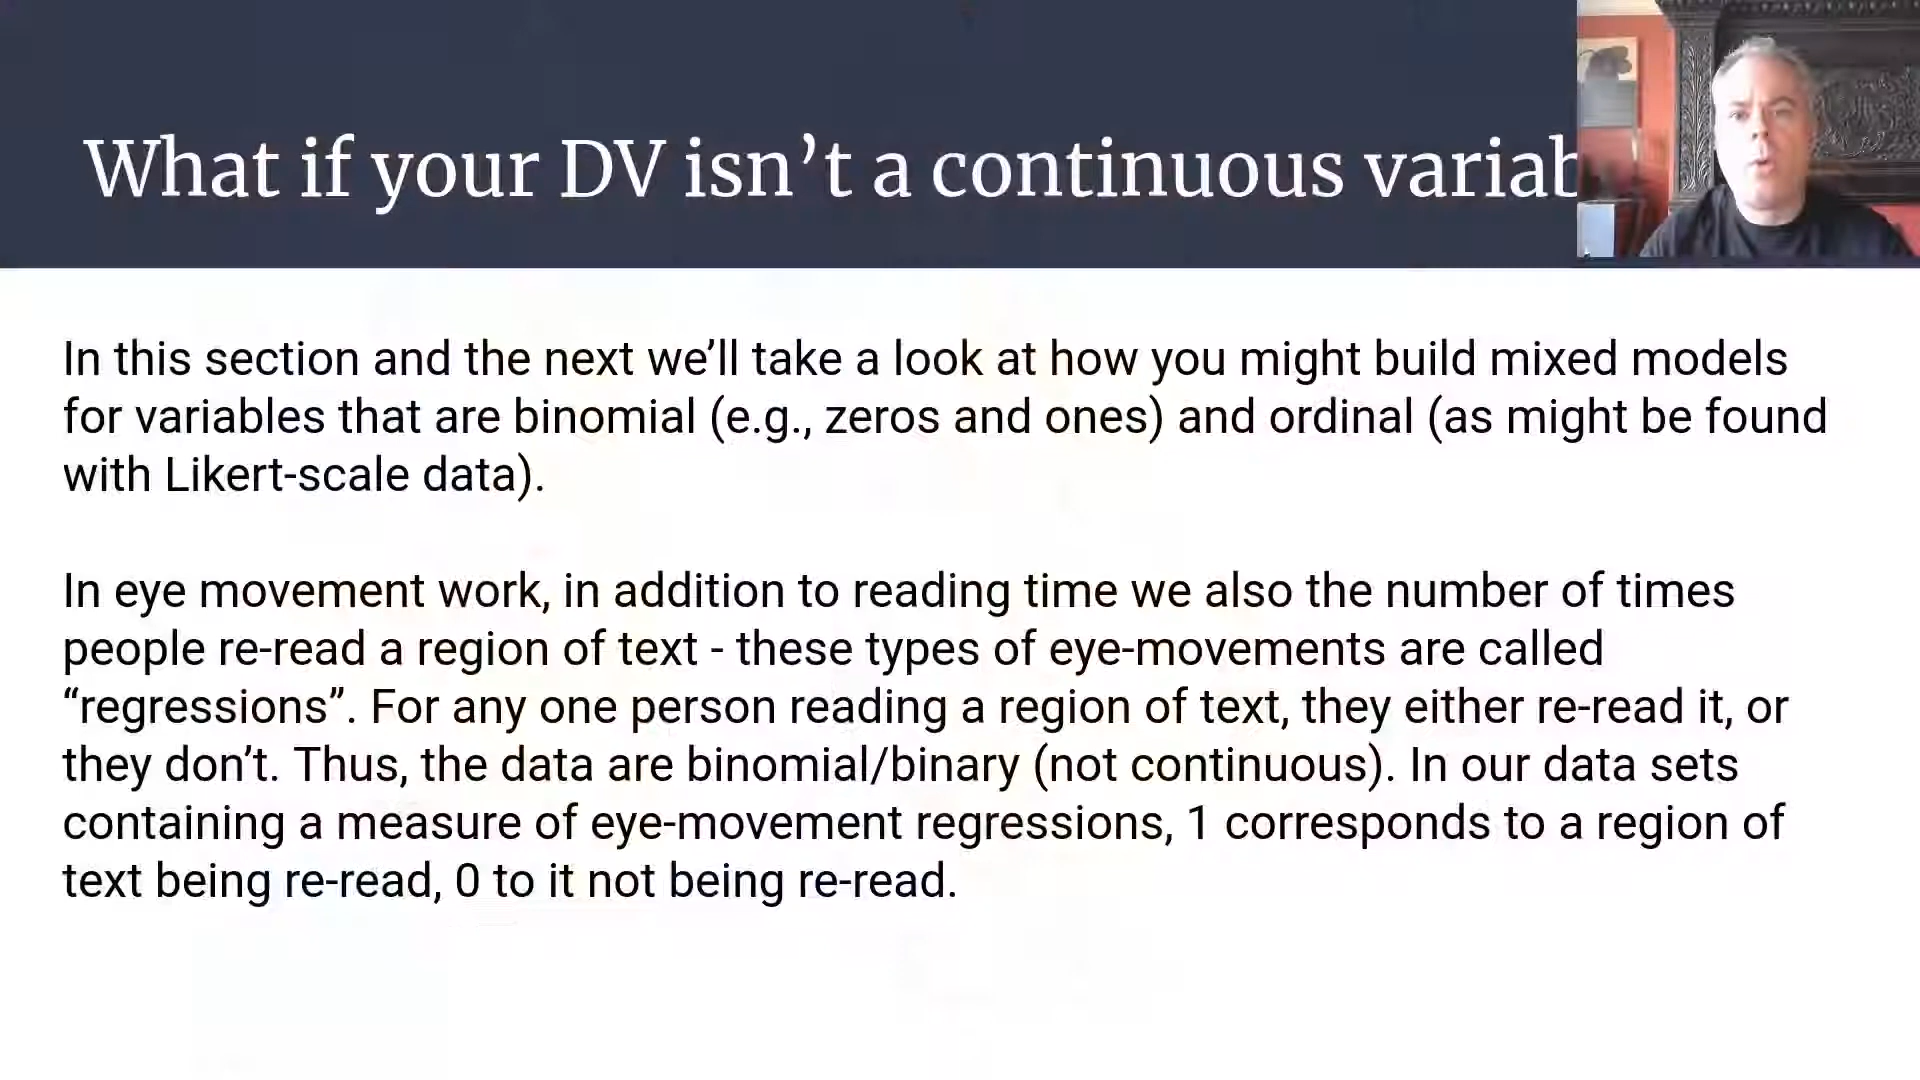 What if your DV isn’t a continuous variab
In this section and the next we’ll take a look at how you might build mixed models
for variables that are binomial (e.g., zeros and ones) and ordinal (as might be found
with Likert-scale data).
In eye movement work, in addition to reading time we also the number of times
people re-read a region of text - these types of eye-movements are called
“regressions”. For any one person reading a region of text, they either re-read it, or
they don’t. Thus, the data are binomial/binary (not continuous). In our data sets
containing a measure of eye-movement regressions, 1 corresponds to a region of
text being re-read, 0 to it not being re-read.